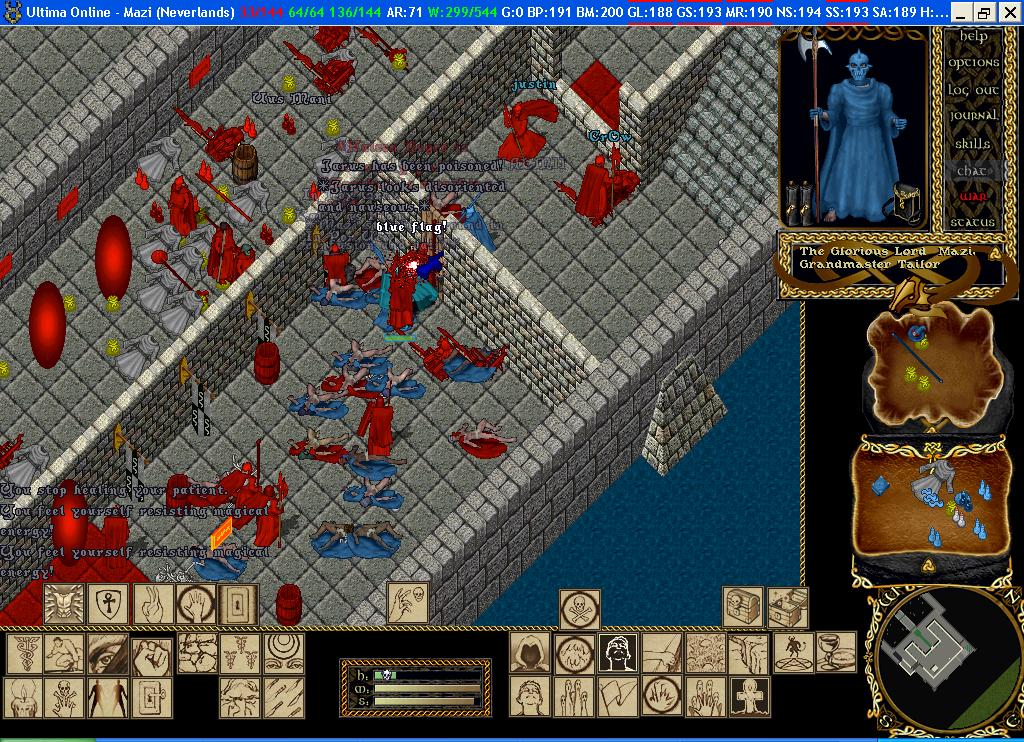 Ultima Online - Mazi (Neverlands) 33/144 64/64 136/144 AR:71 W:299/544 G:0 BP:191 BM:200 GL:188 GS:193 MR:190 NS:194 SS:193 SA:189 H:...
help
options
log out
journal
skills
chat
war
status
justin
Uus Mani
CrOw
Jarus has been poisoned!
*Jarus looks disoriented
and nauseous.*
blue flag!
The Glorious Lord Mazi,
Grandmaster Tailor
You stop healing your patient.
You feel yourself resisting magical
energy!
You feel yourself resisting magical
energy!
h:
m:
s:
W
N
S
E